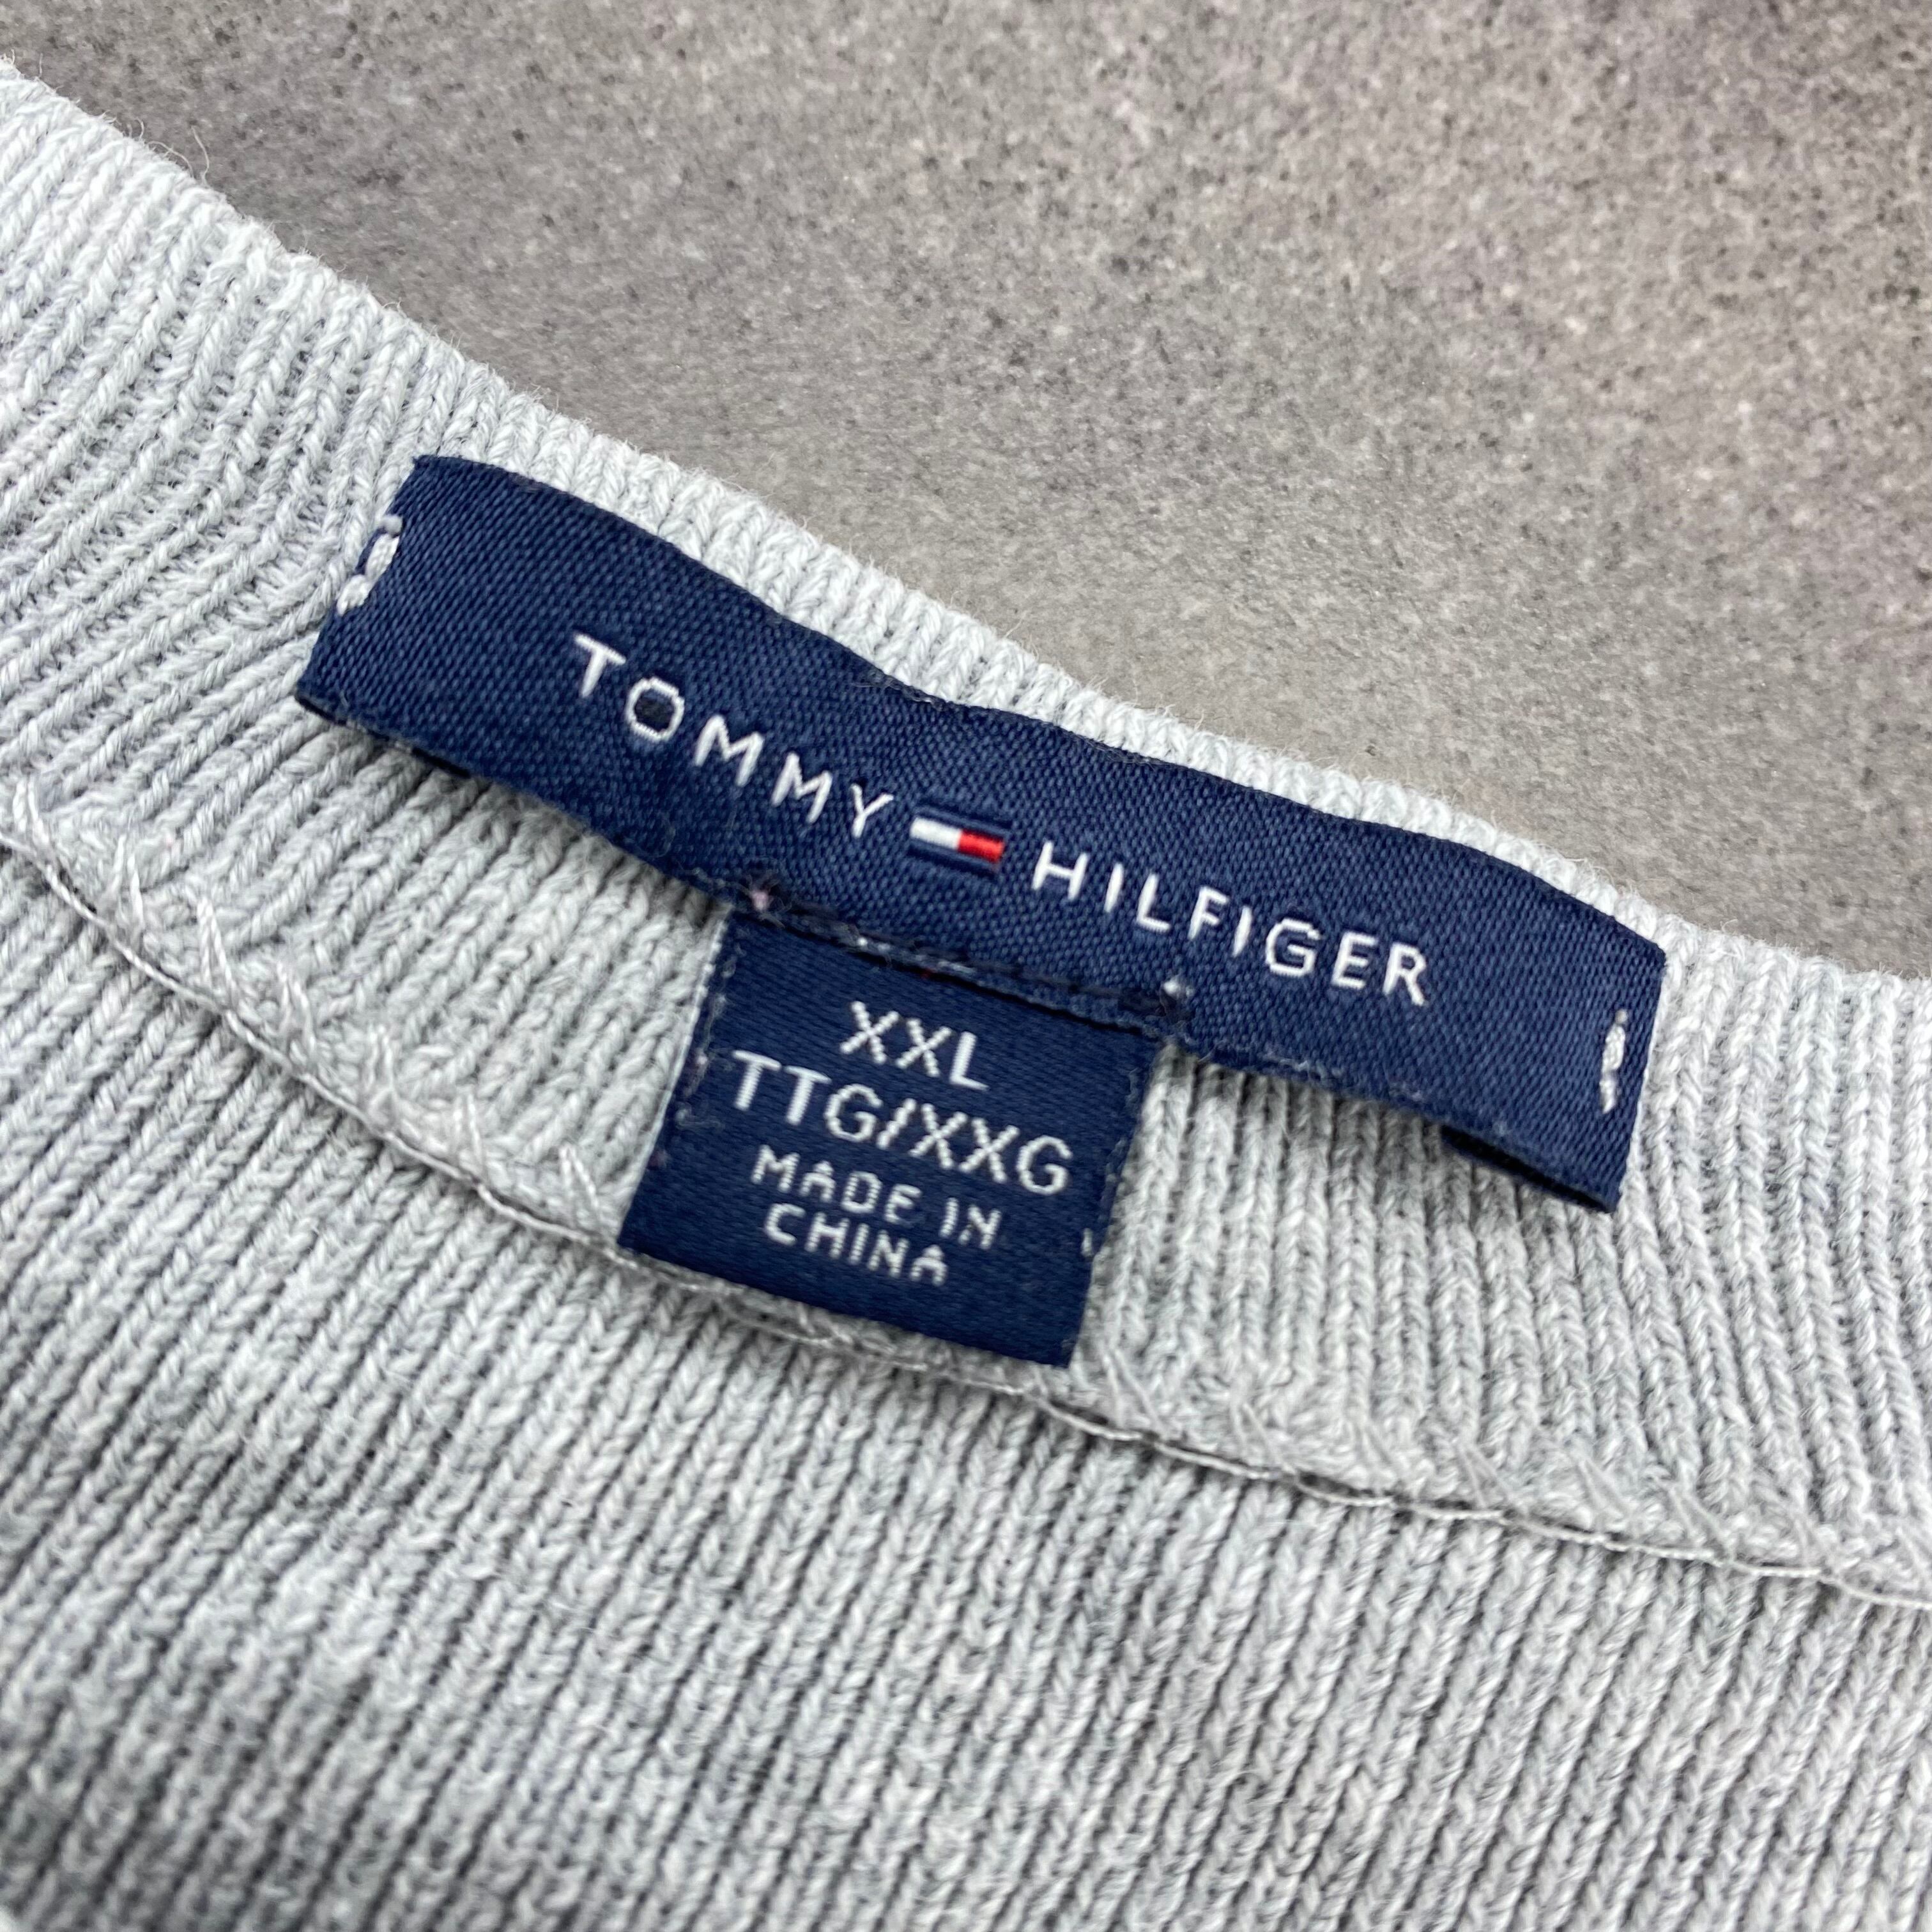 TOMMY HILFIGER
XXL
TTG/XXG
MADE IN
CHINA